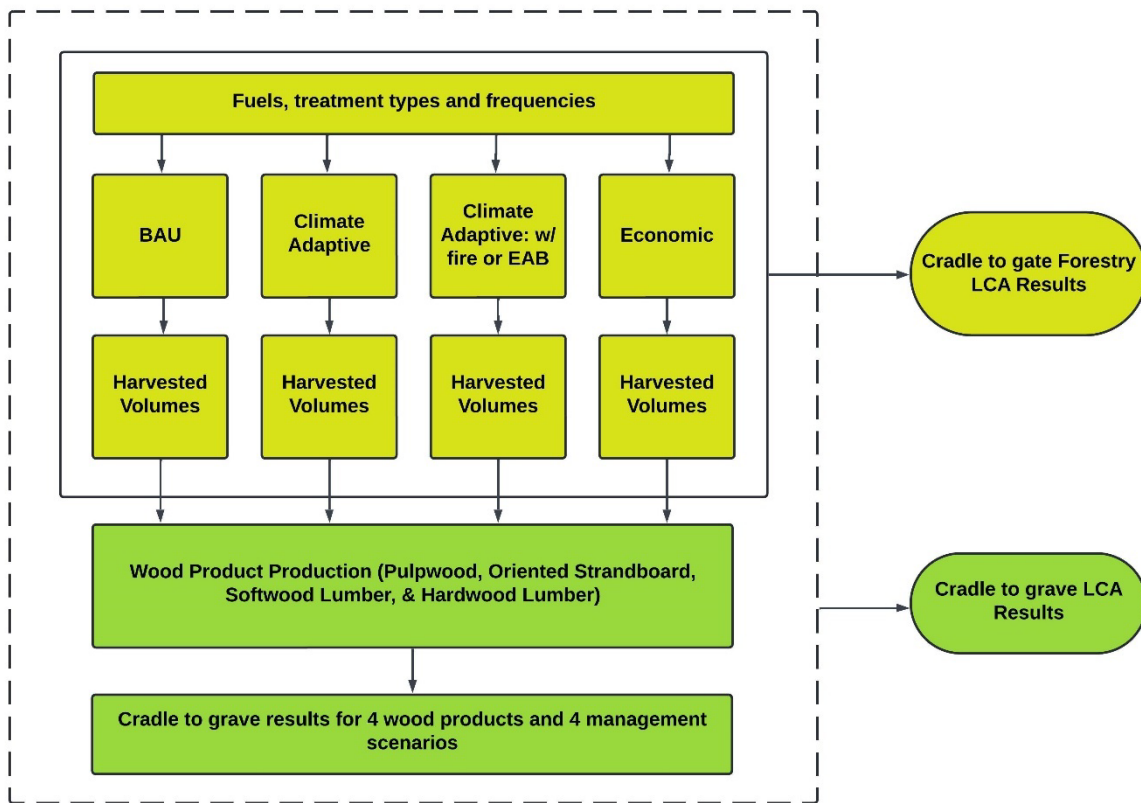 Fuels, treatment types and frequencies
BAU
Climate
Adaptive
Climate
Adaptive: w/
fire or EAB
Economic
Harvested
Volumes
Harvested
Volumes
Harvested
Volumes
Harvested
Volumes
Cradle to gate Forestry
LCA Results
Wood Product Production (Pulpwood, Oriented Strandboard,
Softwood Lumber, & Hardwood Lumber)
Cradle to grave LCA
Results
Cradle to grave results for 4 wood products and 4 management
scenarios